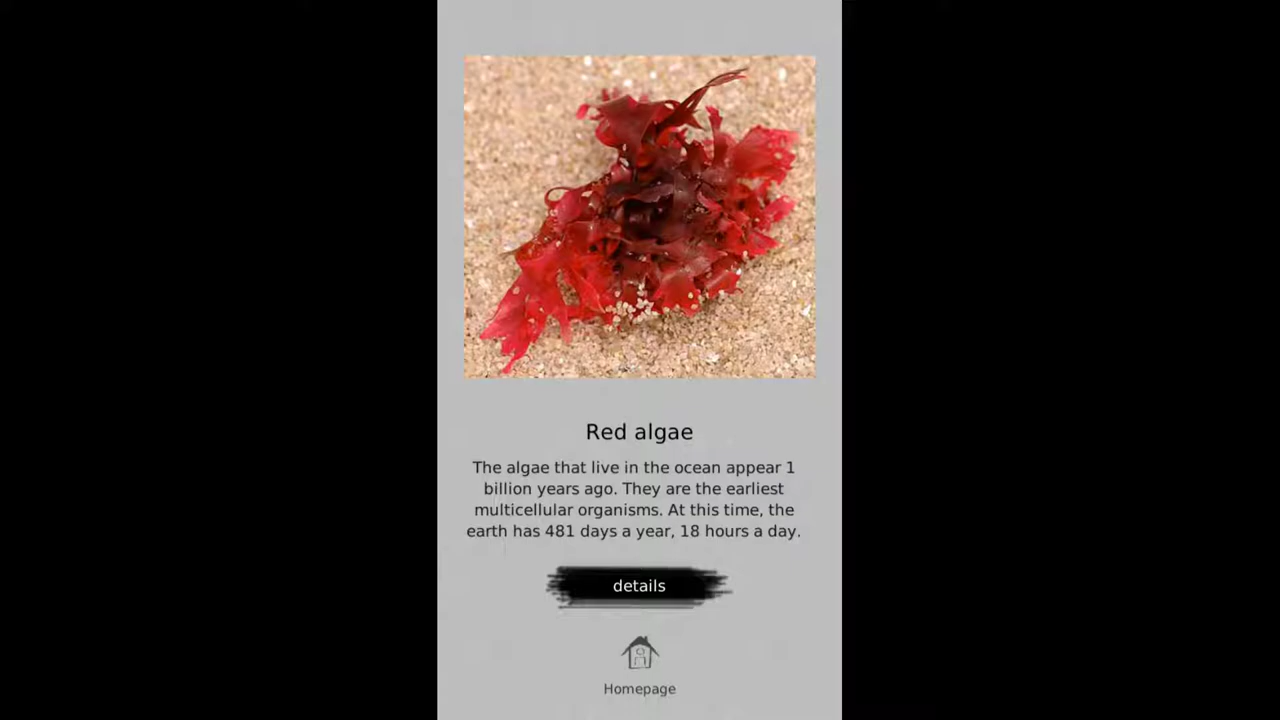 Red algae
The algae that live in the ocean appear 1
billion years ago. They are the earliest
multicellular organisms. At this time, the
earth has 481 days a year, 18 hours a day.
details
Homepage